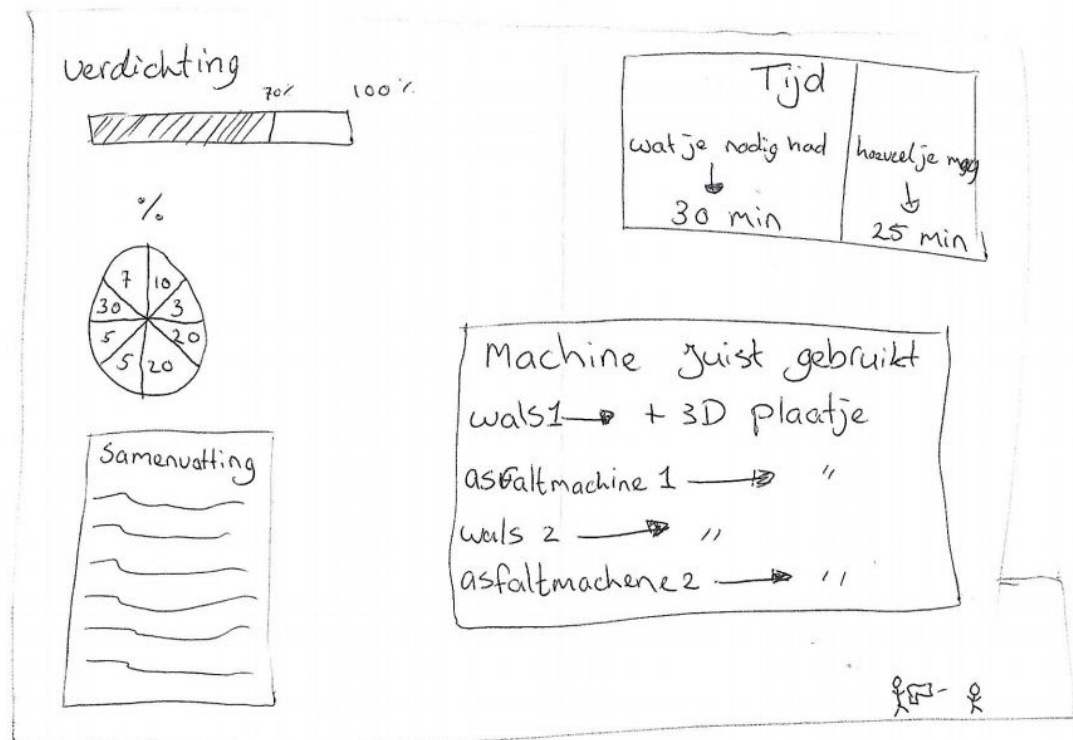 verdichting
70% 100%
%
7 10
30 3
5 20
5 20
Samenvatting
Tijd
wat je nodig had
30 min
hoeveel je mag
25 min
Machine Juist gebruikt
wals1 + 3D plaatje
asfaltmachine 1 "
wals 2 "
asfaltmachene 2 "